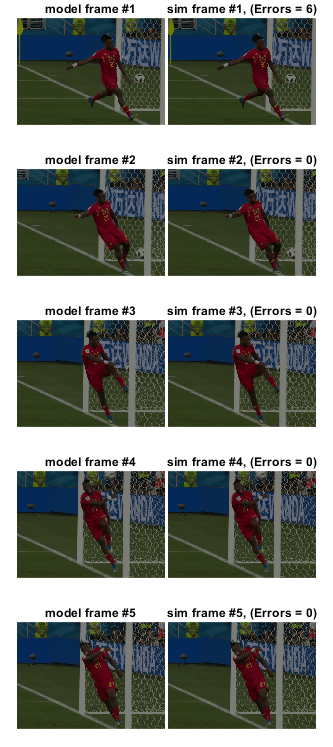 model frame #1 sim frame #1, (Errors = 6)
model frame #2 sim frame #2, (Errors = 0)
model frame #3 sim frame #3, (Errors = 0)
model frame #4 sim frame #4, (Errors = 0)
model frame #5 sim frame #5, (Errors = 0)